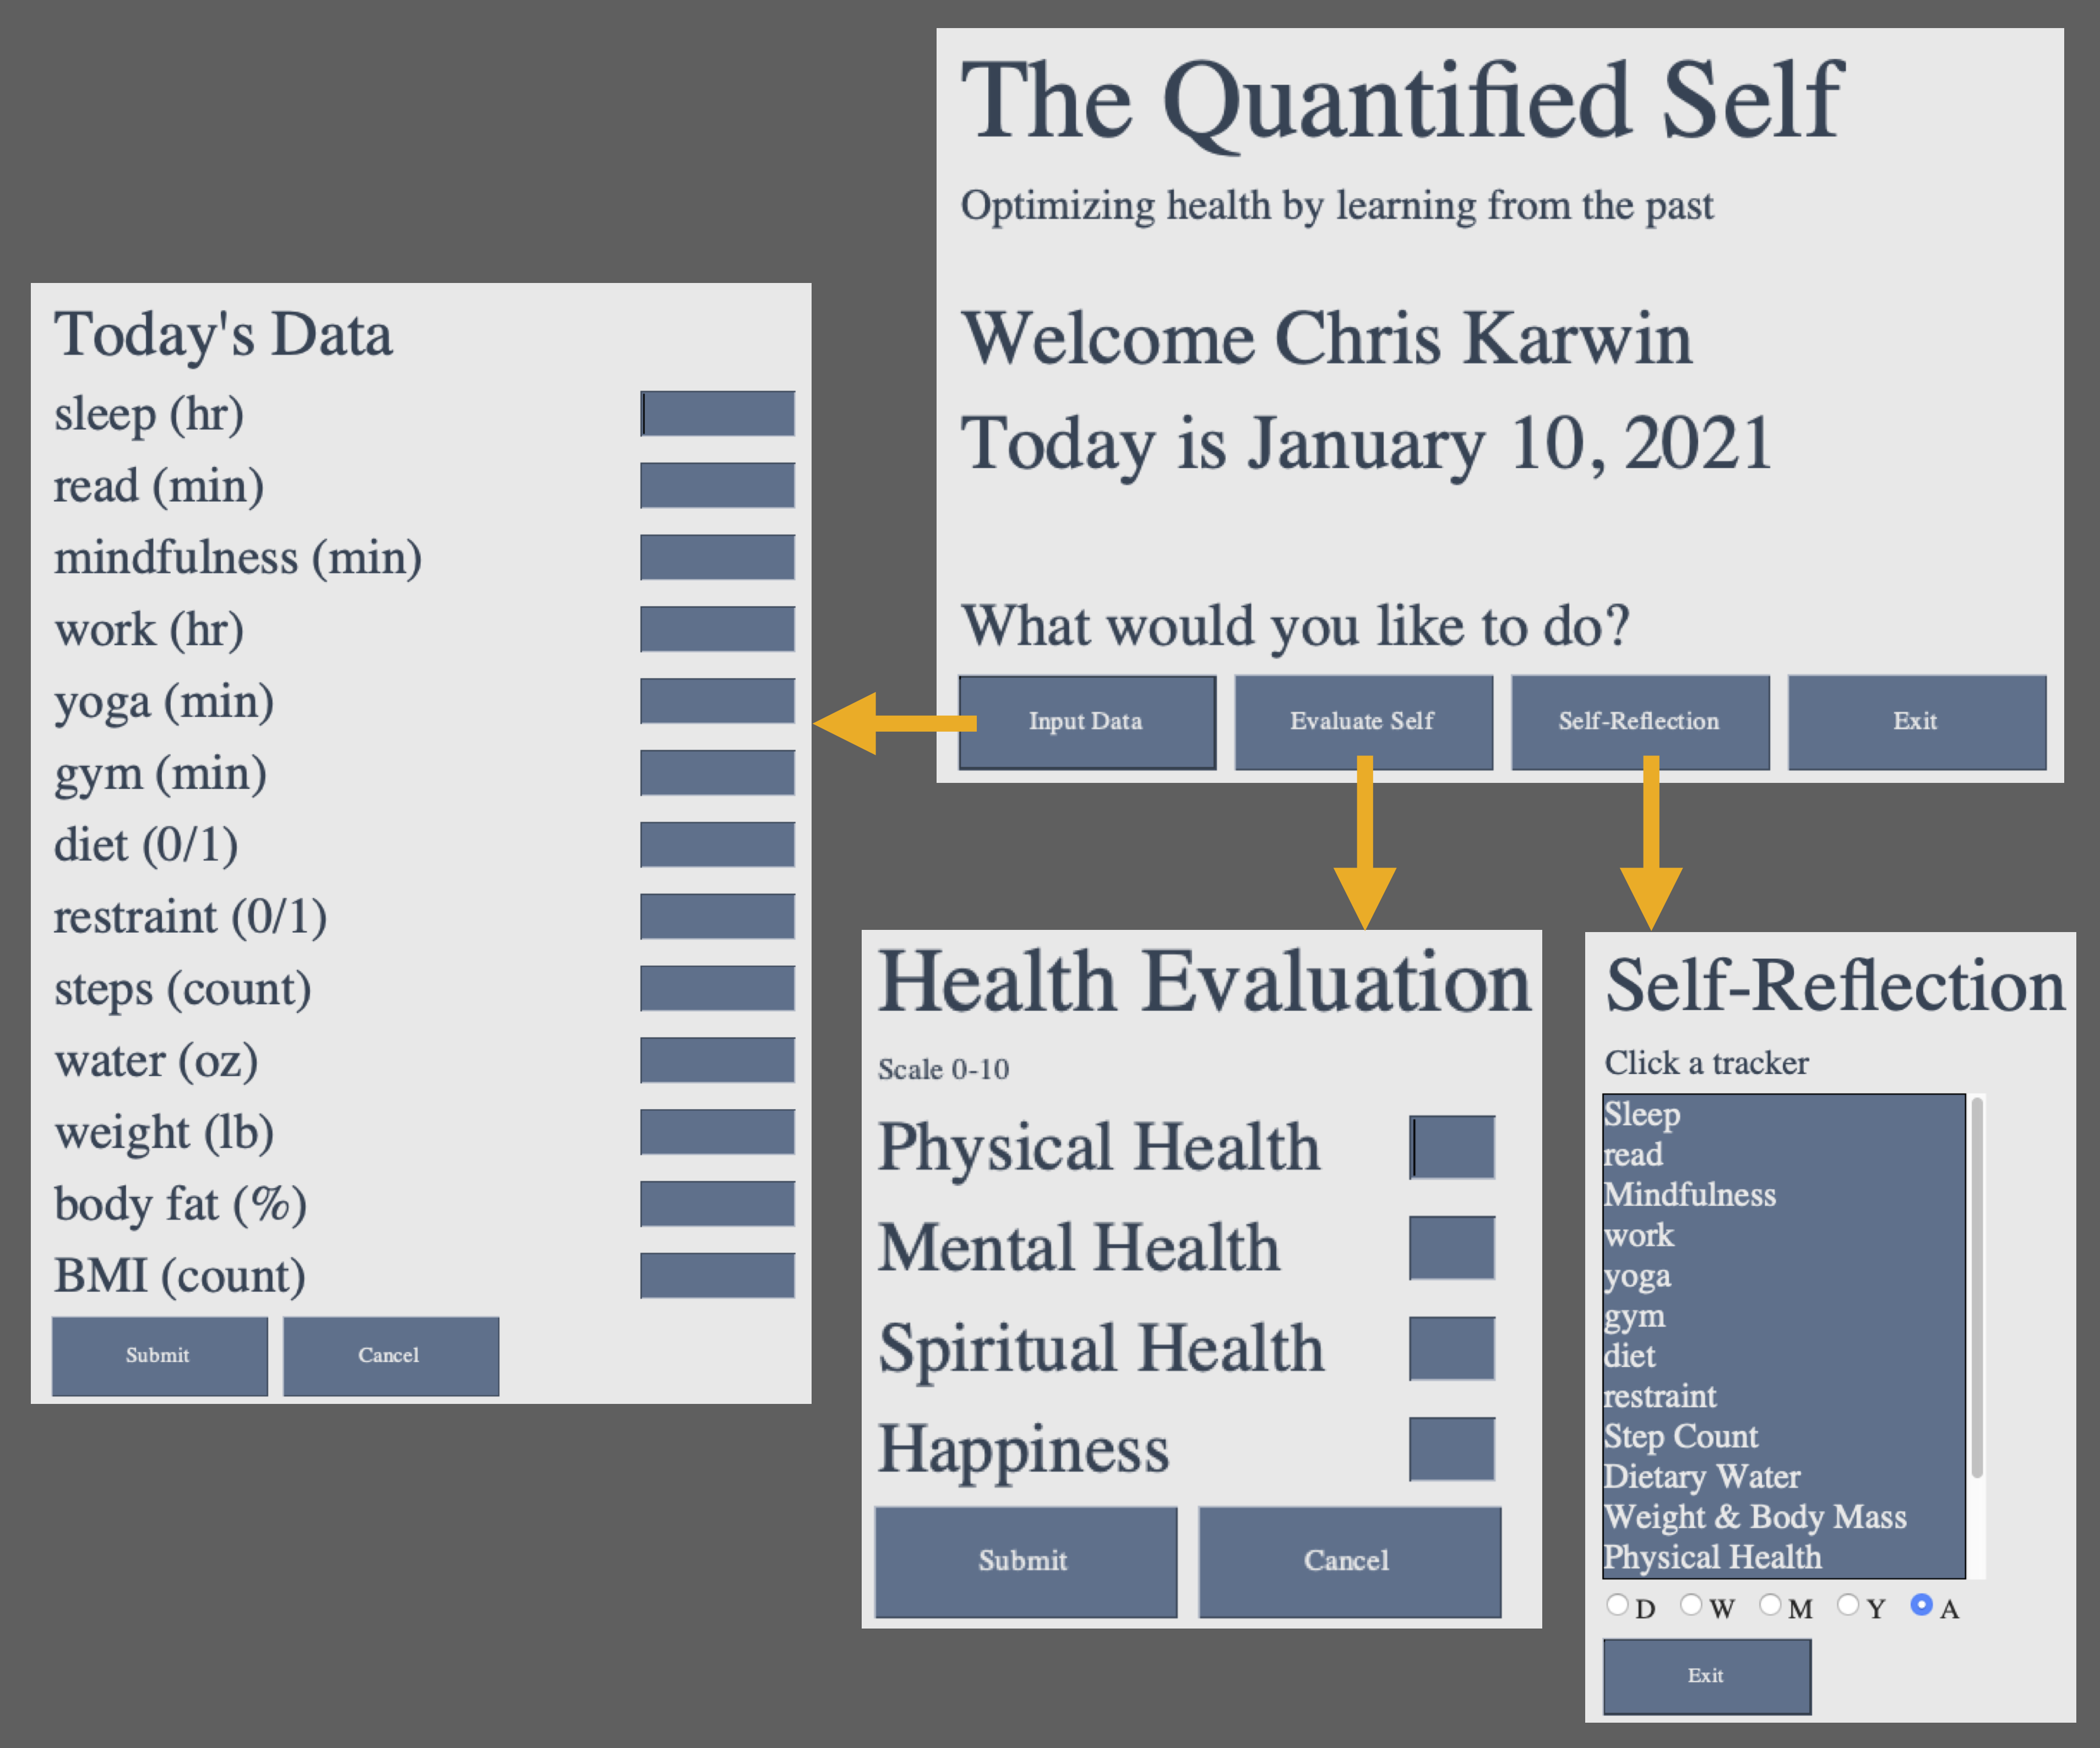 The Quantified Self
Optimizing health by learning from the past
Welcome Chris Karwin
Today is January 10, 2021
What would you like to do?
Input Data
Evaluate Self
Self-Reflection
Exit
Today's Data
sleep (hr)
read (min)
mindfulness (min)
work (hr)
yoga (min)
gym (min)
diet (0/1)
restraint (0/1)
steps (count)
water (oz)
weight (lb)
body fat (%)
BMI (count)
Submit
Cancel
Health Evaluation
Scale 0-10
Physical Health
Mental Health
Spiritual Health
Happiness
Submit
Cancel
Self-Reflection
Click a tracker
Sleep
read
Mindfulness
work
yoga
gym
diet
restraint
Step Count
Dietary Water
Weight & Body Mass
Physical Health
D W M Y A
Exit